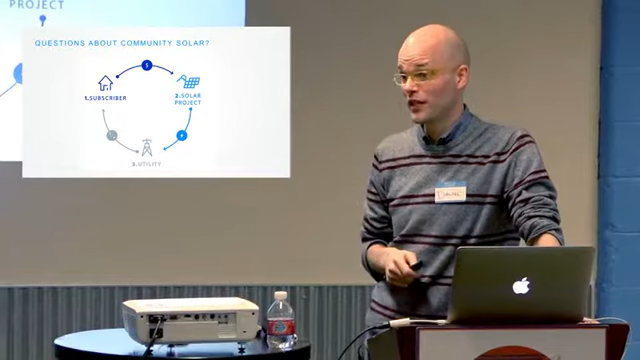 PROJECT
QUESTIONS ABOUT COMMUNITY SOLAR?
1.SUBSCRIBER
2.SOLAR
PROJECT
3.UTILITY